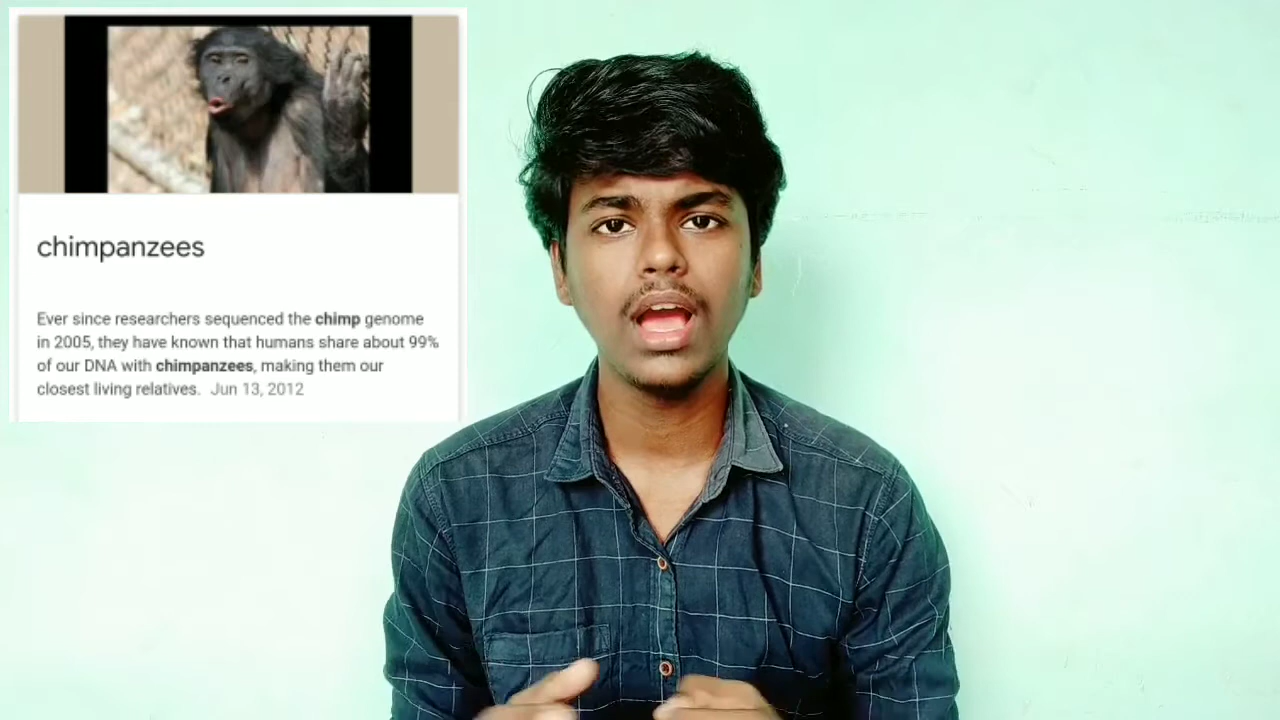 chimpanzees
Ever since researchers sequenced the chimp genome
in 2005, they have known that humans share about 99%
of our DNA with chimpanzees, making them our
closest living relatives. Jun 13, 2012